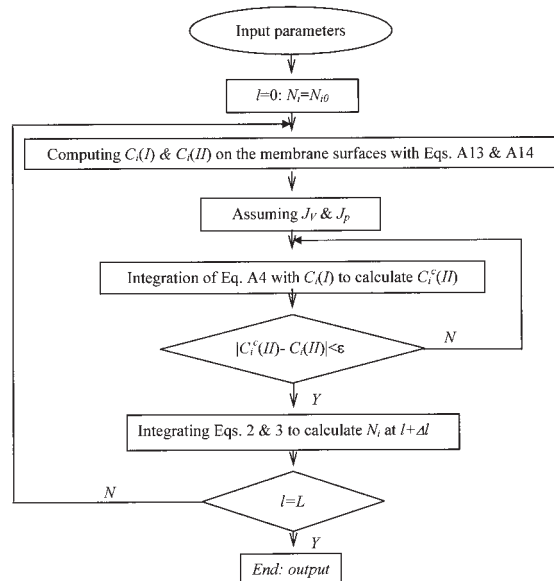 Input parameters
l=0: Nᵢ=Nᵢ₀
Computing Cᵢ(I) & Cᵢ(II) on the membrane surfaces with Eqs. A13 & A14
Assuming J_V & J_p
Integration of Eq. A4 with Cᵢ(I) to calculate Cᵢᶜ(II)
|Cᵢᶜ(II)- Cᵢ(II)|<ε
N
Y
Integrating Eqs. 2 & 3 to calculate Nᵢ at l+Δl
N
l=L
Y
End: output